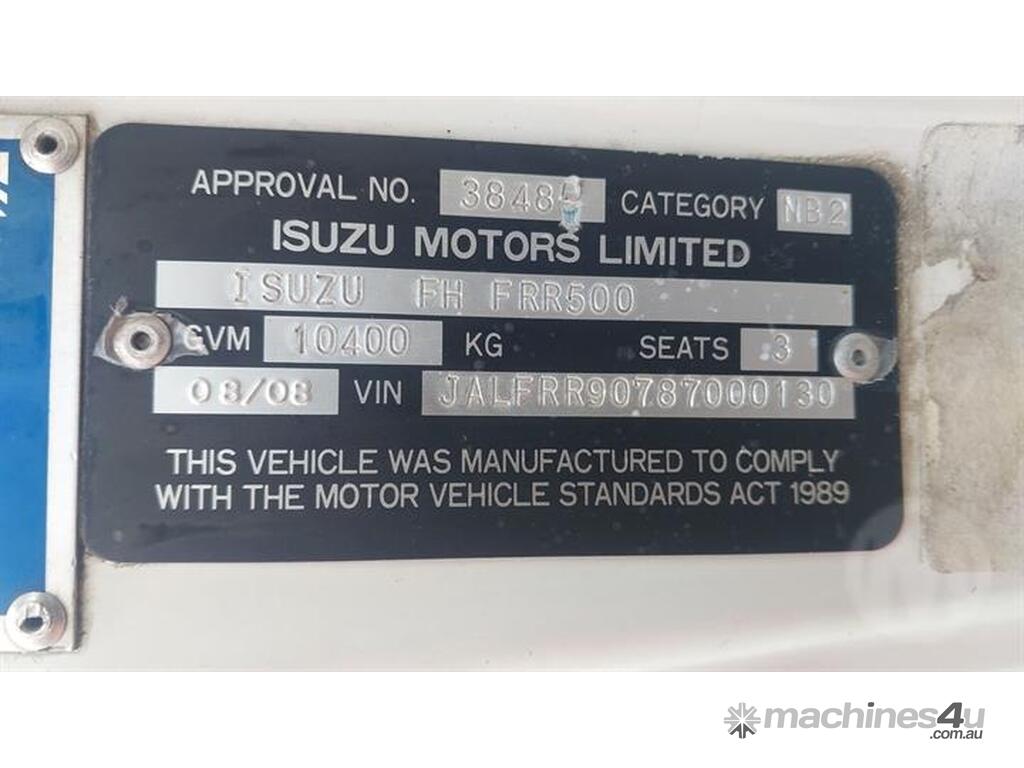 APPROVAL NO. 3848 CATEGORY NB2
ISUZU MOTORS LIMITED
ISUZU FH FRR500
GVM 10400 KG SEATS 3
08/08 VIN JALFRR90787000130
THIS VEHICLE WAS MANUFACTURED TO COMPLY
WITH THE MOTOR VEHICLE STANDARDS ACT 1989
machines4u
.com.au